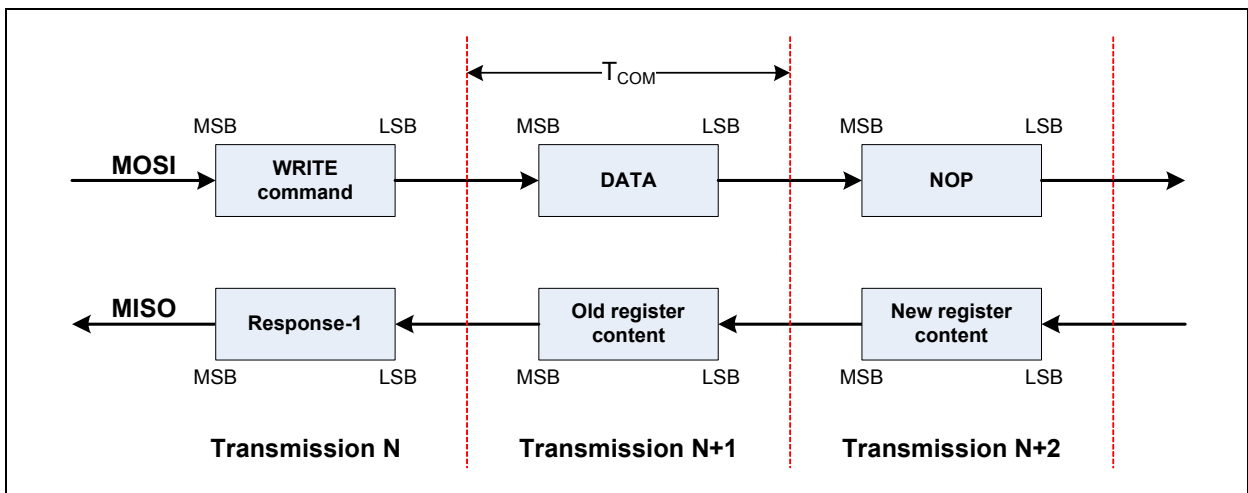 T_COM
MSB LSB MSB LSB MSB LSB
MOSI
WRITE
command
DATA
NOP
MISO
Response-1
Old register
content
New register
content
MSB LSB MSB LSB MSB LSB
Transmission N Transmission N+1 Transmission N+2